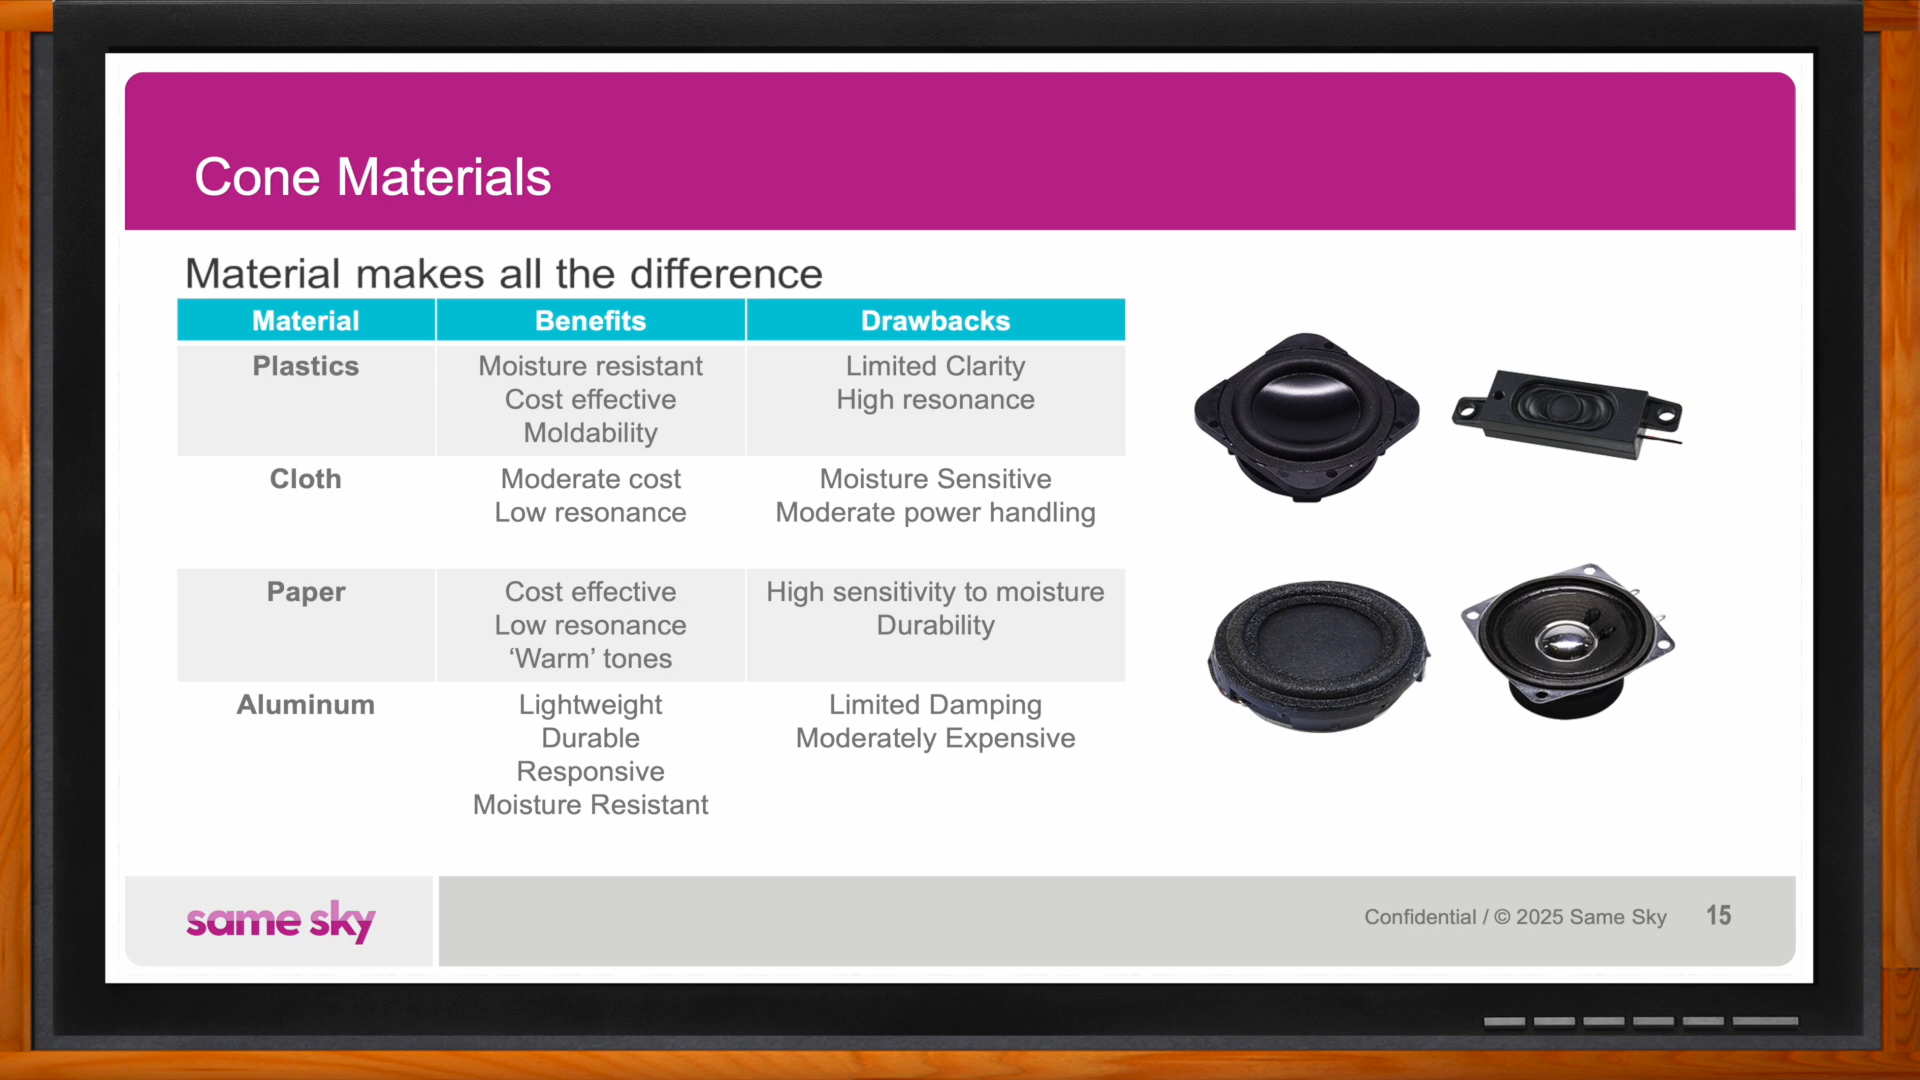 Cone Materials
Material makes all the difference
Material Benefits Drawbacks
Plastics
Moisture resistant
Cost effective
Moldability
Limited Clarity
High resonance
Cloth
Moderate cost
Low resonance
Moisture Sensitive
Moderate power handling
Paper
Cost effective
Low resonance
‘Warm’ tones
High sensitivity to moisture
Durability
Aluminum
Lightweight
Durable
Responsive
Moisture Resistant
Limited Damping
Moderately Expensive
same sky
Confidential / © 2025 Same Sky 15